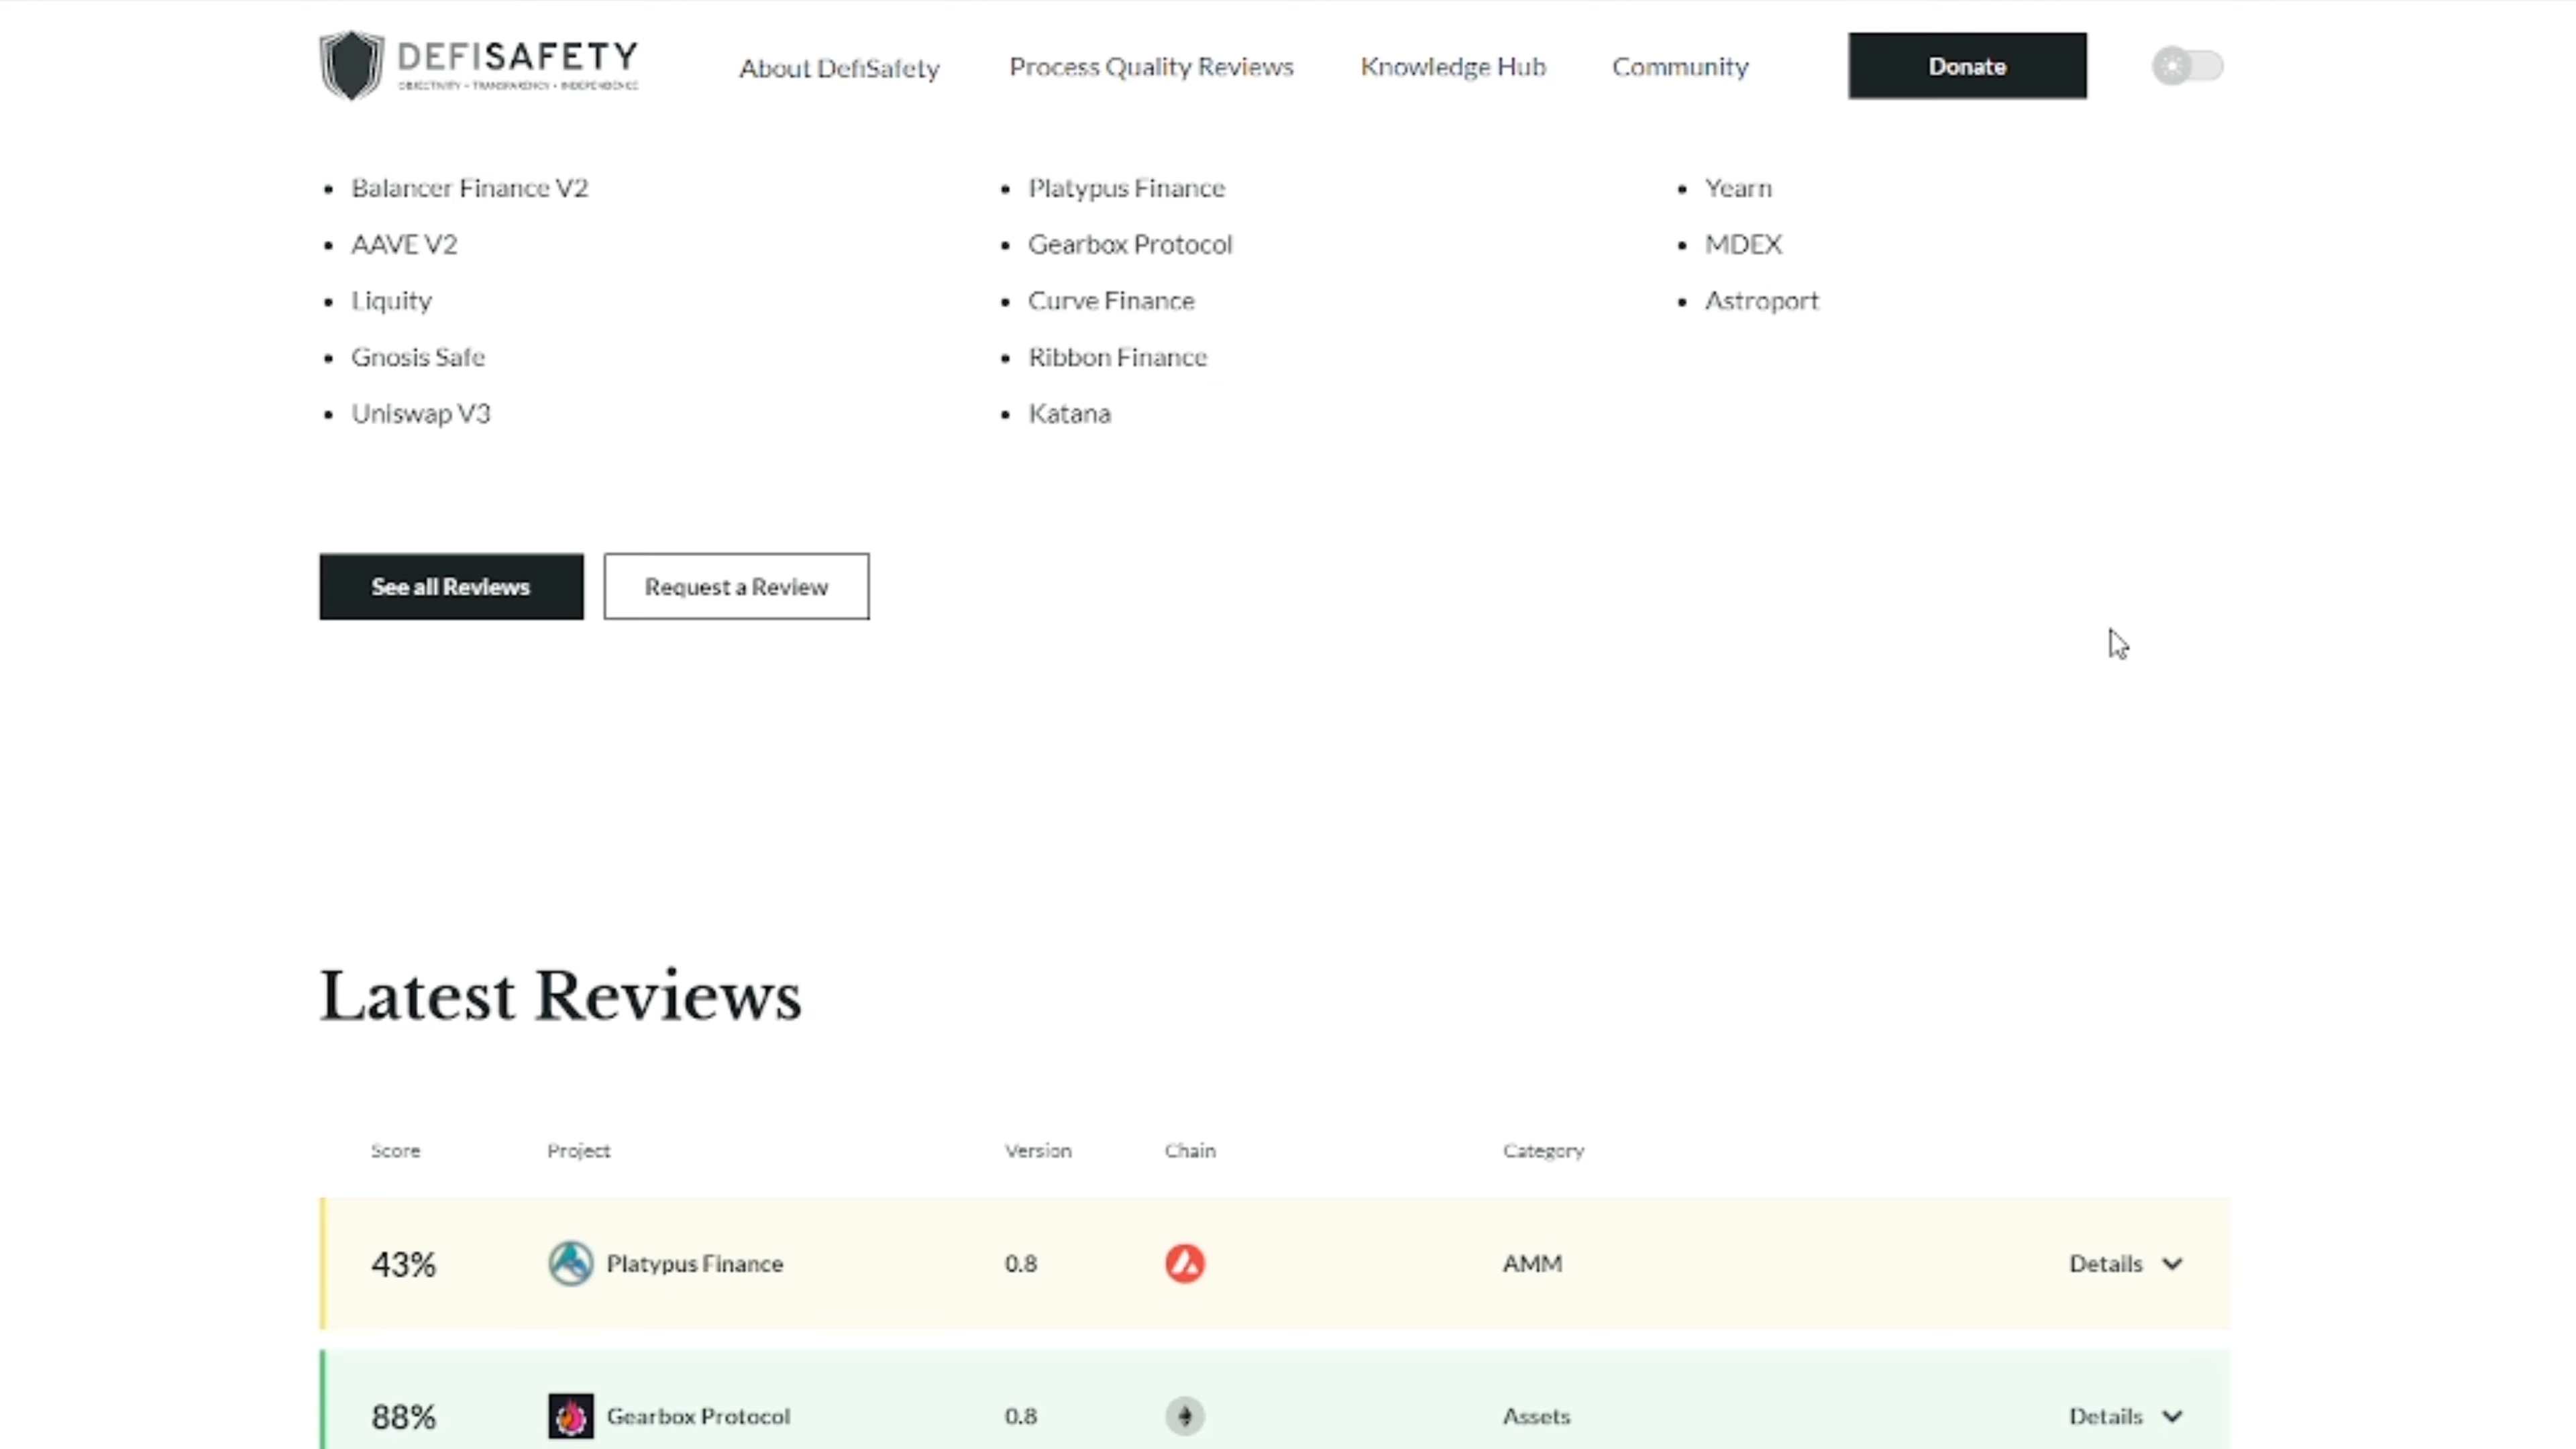 DEFISAFETY
OBJECTIVITY • TRANSPARENCY • INDEPENDENCE
About DefiSafety
Process Quality Reviews
Knowledge Hub
Community
Donate
Balancer Finance V2
AAVE V2
Liquity
Gnosis Safe
Uniswap V3
Platypus Finance
Gearbox Protocol
Curve Finance
Ribbon Finance
Katana
Yearn
MDEX
Astroport
See all Reviews
Request a Review
Latest Reviews
Score Project Version Chain Category
43% Platypus Finance 0.8 AMM Details
88% Gearbox Protocol 0.8 Assets Details